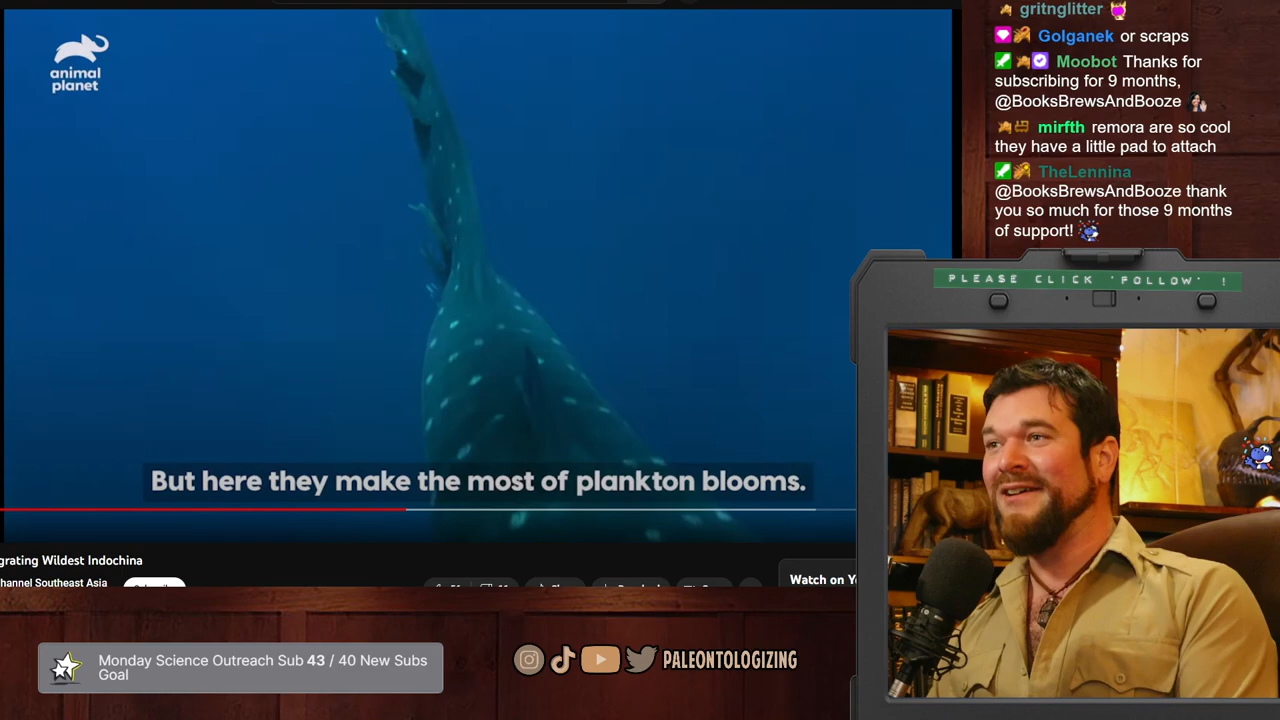 animal
planet
But here they make the most of plankton blooms.
grating Wildest Indochina
hannel Southeast Asia
Watch on Yo
gritnglitter
Golganek or scraps
Moobot Thanks for
subscribing for 9 months,
@BooksBrewsAndBooze
mirfth remora are so cool
they have a little pad to attach
TheLennina
@BooksBrewsAndBooze thank
you so much for those 9 months
of support!
PLEASE CLICK 'FOLLOW' !
Monday Science Outreach Sub 43 / 40 New Subs
Goal
PALEONTOLOGIZING